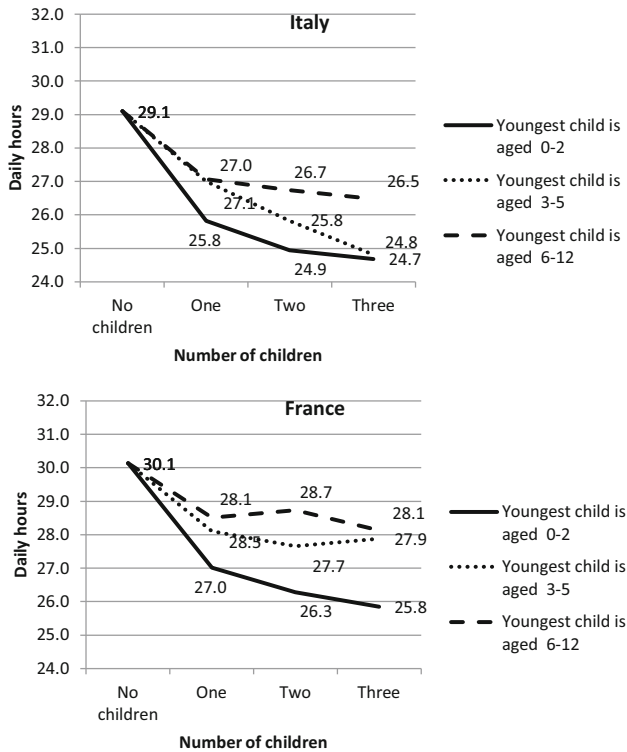 Italy
32.0
31.0
30.0
29.0
28.0
27.0
26.0
25.0
24.0
Daily hours
29.1
27.0
26.7
26.5
27.1
25.8
24.8
25.8
24.9
24.7
No children
One
Two
Three
Number of children
Youngest child is
aged 0-2
Youngest child is
aged 3-5
Youngest child is
aged 6-12
France
32.0
31.0
30.0
29.0
28.0
27.0
26.0
25.0
24.0
Daily hours
30.1
28.1
28.7
28.1
28.5
27.7
27.9
27.0
26.3
25.8
No
children
One
Two
Three
Number of children
Youngest child is
aged 0-2
Youngest child is
aged 3-5
Youngest child is
aged 6-12